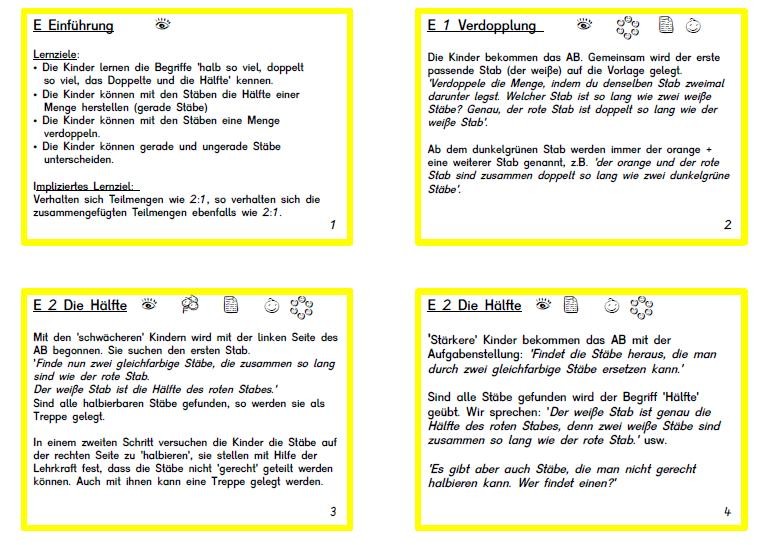 E Einführung
Lernziele:
• Die Kinder lernen die Begriffe 'halb so viel, doppelt
so viel, das Doppelte und die Hälfte' kennen.
• Die Kinder können mit den Stäben die Hälfte einer
Menge herstellen (gerade Stäbe)
• Die Kinder können mit den Stäben eine Menge
verdoppeln.
• Die Kinder können gerade und ungerade Stäbe
unterscheiden.
Impliziertes Lernziel:
Verhalten sich Teilmengen wie 2:1, so verhalten sich die
zusammengefügten Teilmengen ebenfalls wie 2:1.
1
E 1 Verdopplung
Die Kinder bekommen das AB. Gemeinsam wird der erste
passende Stab (der weiße) auf die Vorlage gelegt.
'Verdoppele die Menge, indem du denselben Stab zweimal
darunter legst. Welcher Stab ist so lang wie zwei weiße
Stäbe? Genau, der rote Stab ist doppelt so lang wie der
weiße Stab'.
Ab dem dunkelgrünen Stab werden immer der orange +
eine weiterer Stab genannt, z.B. 'der orange und der rote
Stab sind zusammen doppelt so lang wie zwei dunkelgrüne
Stäbe'.
2
E 2 Die Hälfte
Mit den 'schwächeren' Kindern wird mit der linken Seite des
AB begonnen. Sie suchen den ersten Stab.
'Finde nun zwei gleichfarbige Stäbe, die zusammen so lang
sind wie der rote Stab.
Der weiße Stab ist die Hälfte des roten Stabes.'
Sind alle halbierbaren Stäbe gefunden, so werden sie als
Treppe gelegt.
In einem zweiten Schritt versuchen die Kinder die Stäbe auf
der rechten Seite zu 'halbieren', sie stellen mit Hilfe der
Lehrkraft fest, dass die Stäbe nicht 'gerecht' geteilt werden
können. Auch mit ihnen kann eine Treppe gelegt werden.
3
E 2 Die Hälfte
'Stärkere' Kinder bekommen das AB mit der
Aufgabenstellung: 'Findet die Stäbe heraus, die man
durch zwei gleichfarbige Stäbe ersetzen kann.'
Sind alle Stäbe gefunden wird der Begriff 'Hälfte'
geübt. Wir sprechen: 'Der weiße Stab ist genau die
Hälfte des roten Stabes, denn zwei weiße Stäbe sind
zusammen so lang wie der rote Stab.' usw.
'Es gibt aber auch Stäbe, die man nicht gerecht
halbieren kann. Wer findet einen?'
4